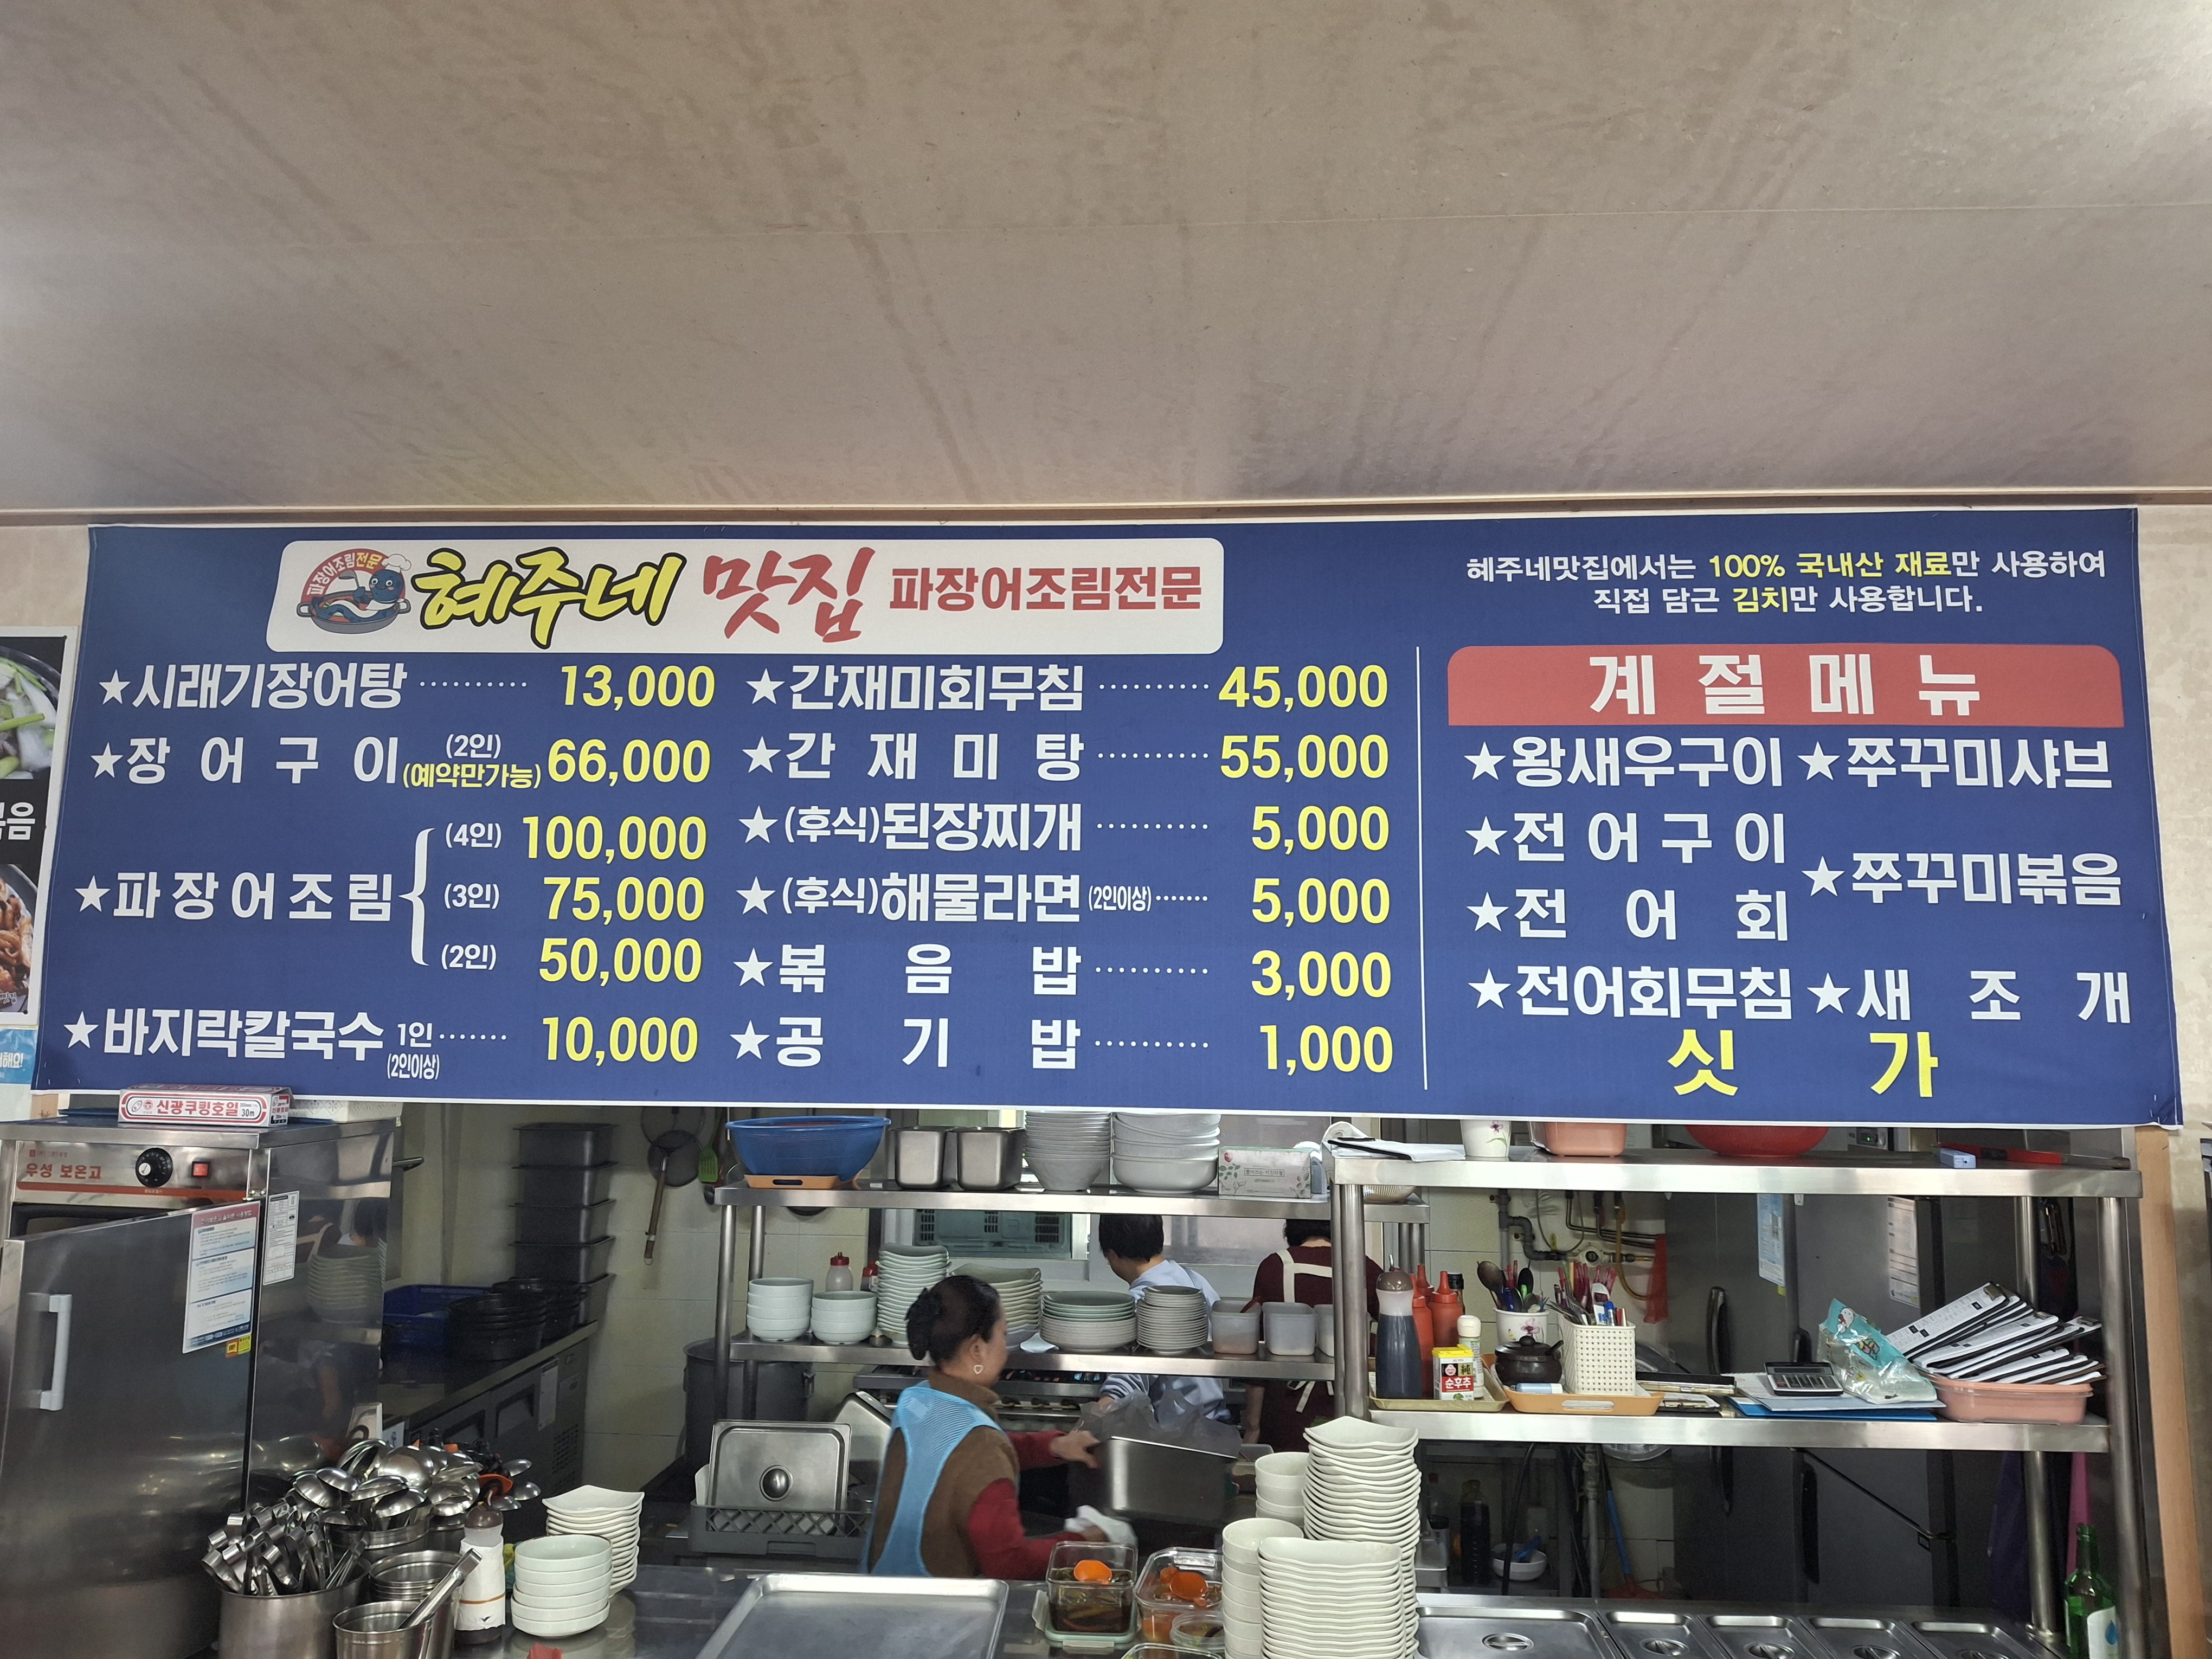 파장어조림전문
혜주네 맛집 파장어조림전문
혜주네맛집에서는 100% 국내산 재료만 사용하여
직접 담근 김치만 사용합니다.
★시래기장어탕 ·········· 13,000
★장어구이 (2인) (예약만가능) 66,000
★파장어조림
(4인) 100,000
(3인) 75,000
(2인) 50,000
★바지락칼국수 1인 ······· 10,000
(2인이상)
★간재미회무침 ·········· 45,000
★간재미탕 ·········· 55,000
★(후식)된장찌개 ·········· 5,000
★(후식)해물라면 (2인이상) ······· 5,000
★볶음밥 ·········· 3,000
★공기밥 ·········· 1,000
계절메뉴
★왕새우구이 ★쭈꾸미샤브
★전어구이
★쭈꾸미볶음
★전어회
★전어회무침 ★새조개
싯가
음
해요!
신광쿠킹호일
30m
우성 보온고
순후추